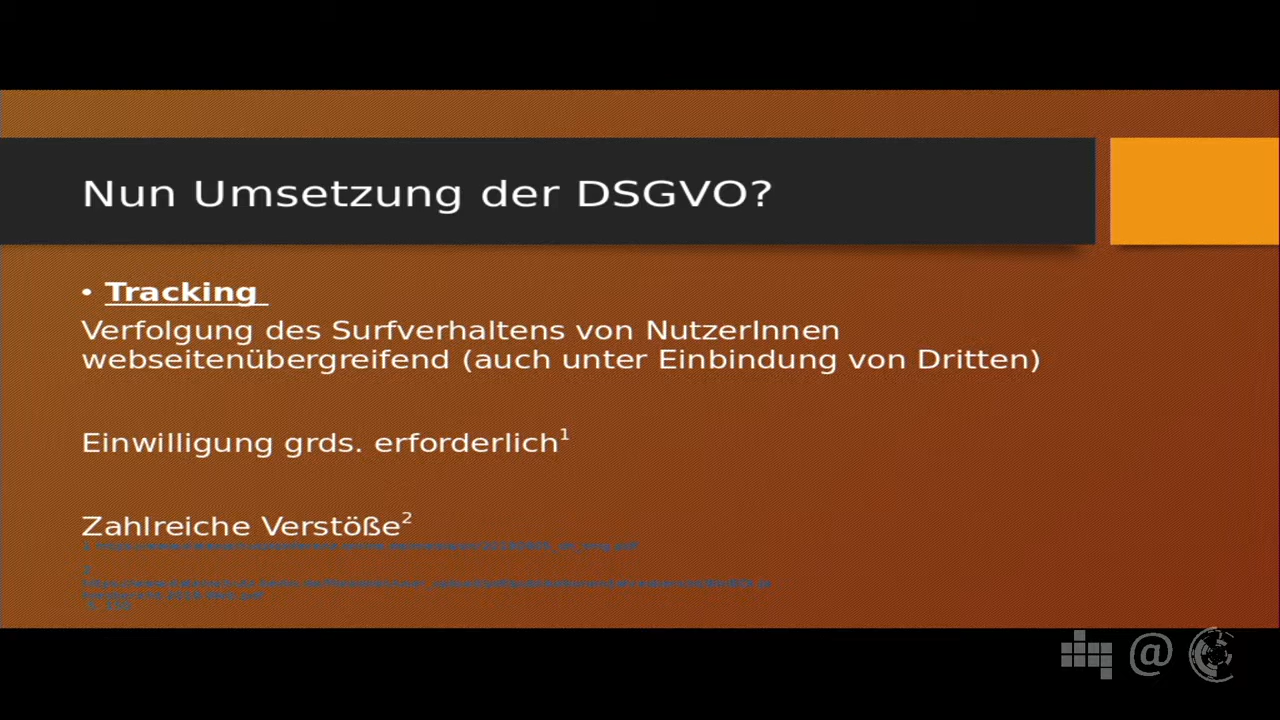 Nun Umsetzung der DSGVO?
• Tracking
Verfolgung des Surfverhaltens von NutzerInnen
webseitenübergreifend (auch unter Einbindung von Dritten)
Einwilligung grds. erforderlich1
Zahlreiche Verstöße2
@